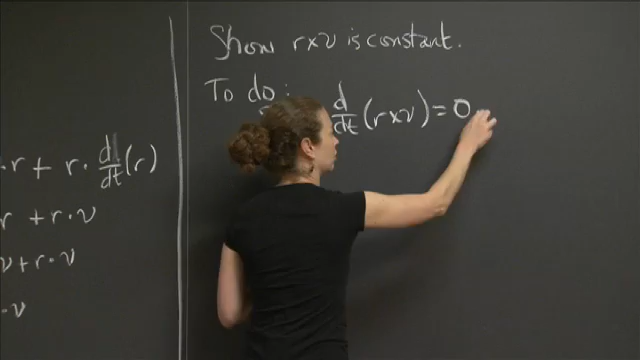 Show r×v is constant.
To do: d/dt (r×v) = 0
·r + r · d/dt (r)
r + r·v
v + r·v
·v